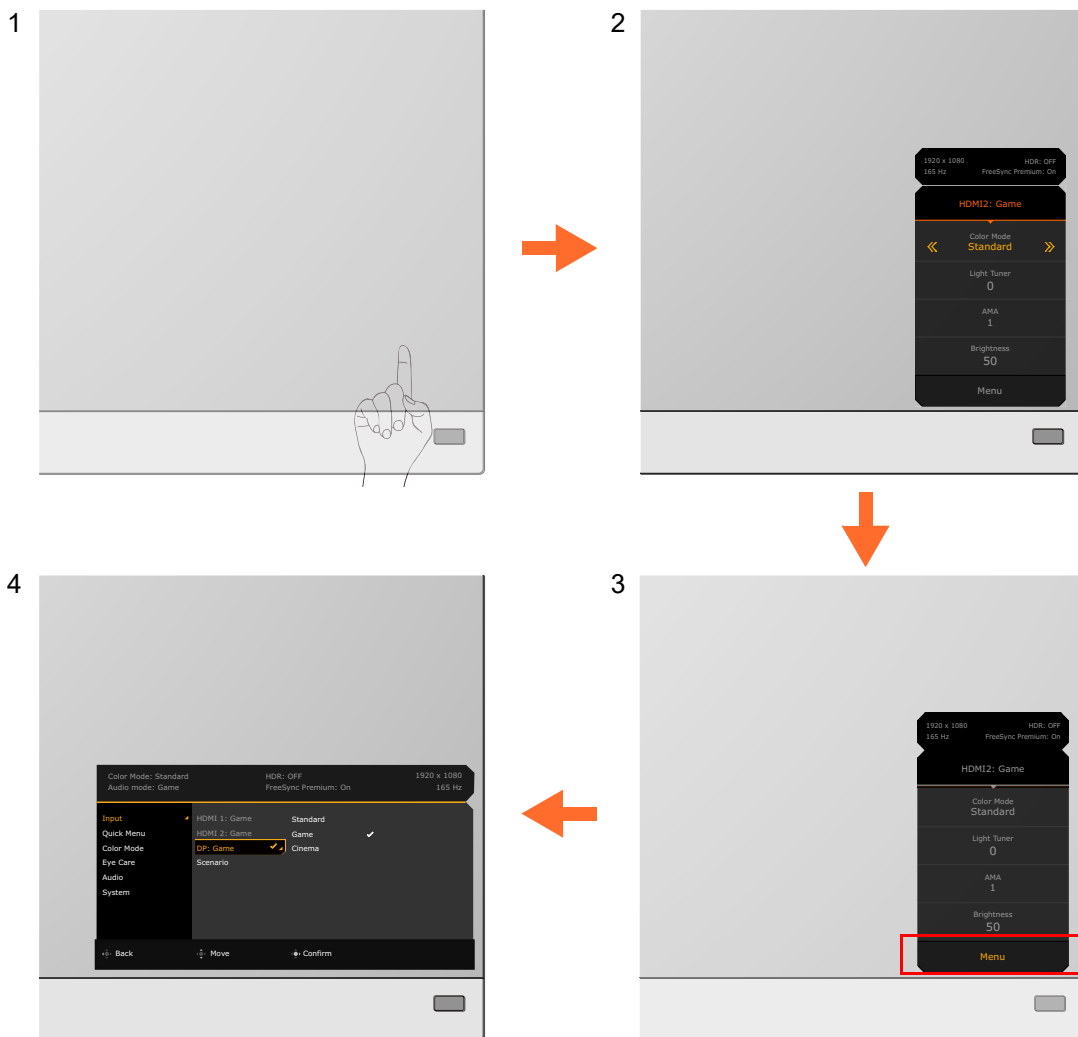 1
2
1920 x 1080 HDR: OFF
165 Hz FreeSync Premium: On
HDMI2: Game
Color Mode
Standard
Light Tuner
0
AMA
1
Brightness
50
Menu
3
1920 x 1080 HDR: OFF
165 Hz FreeSync Premium: On
HDMI2: Game
Color Mode
Standard
Light Tuner
0
AMA
1
Brightness
50
Menu
4
Color Mode: Standard HDR: OFF 1920 x 1080
Audio mode: Game FreeSync Premium: On 165 Hz
Input HDMI 1: Game Standard
Quick Menu HDMI 2: Game Game
Color Mode DP: Game Cinema
Eye Care Scenario
Audio
System
Back Move Confirm